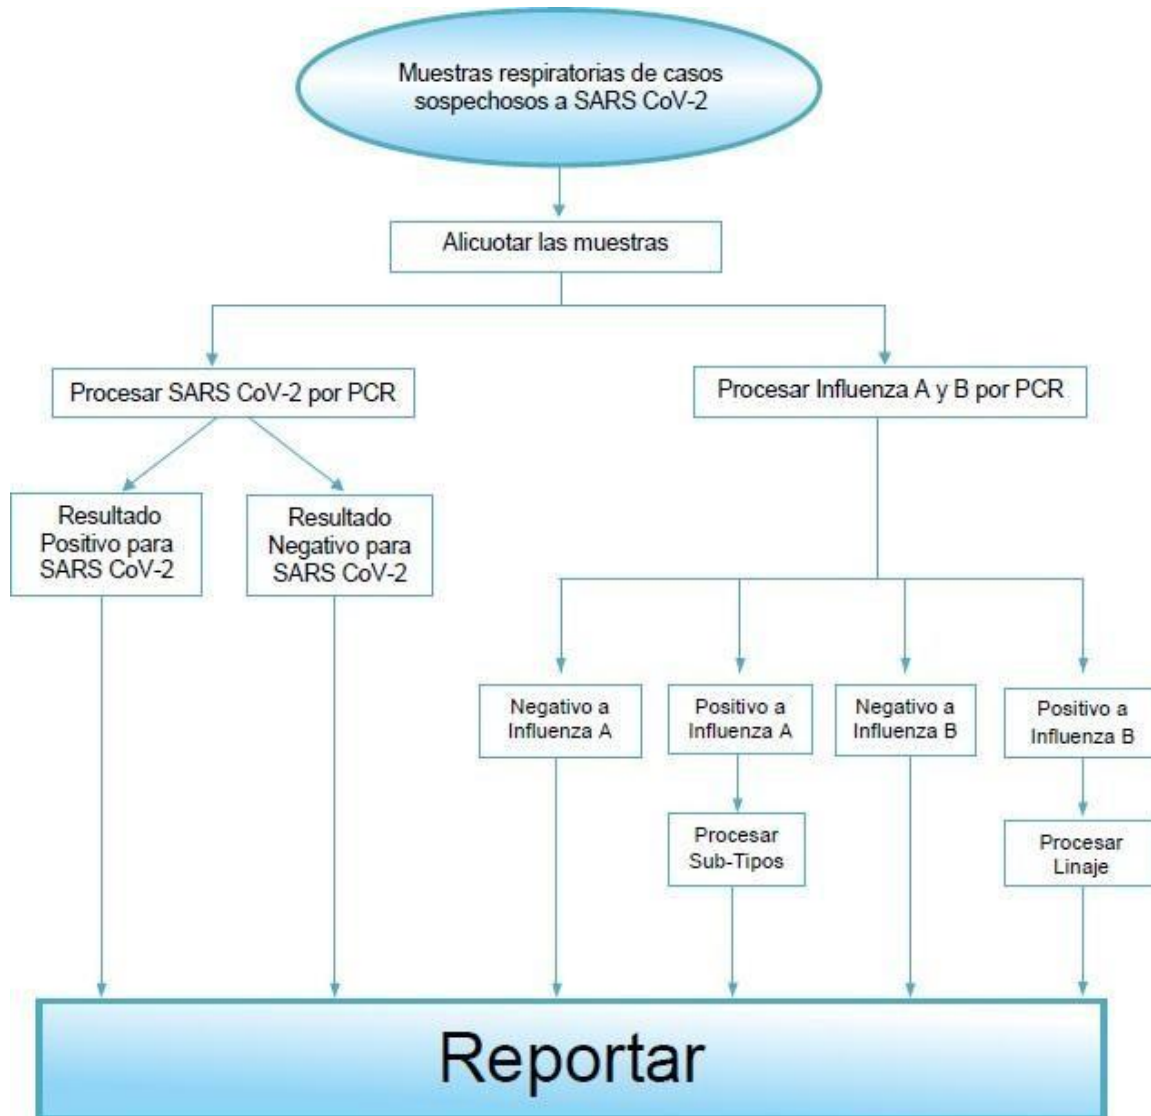 Muestras respiratorias de casos
sospechosos a SARS CoV-2
Alicuotar las muestras
Procesar SARS CoV-2 por PCR
Procesar Influenza A y B por PCR
Resultado
Positivo para
SARS CoV-2
Resultado
Negativo para
SARS CoV-2
Negativo a
Influenza A
Positivo a
Influenza A
Negativo a
Influenza B
Positivo a
Influenza B
Procesar
Sub-Tipos
Procesar
Linaje
Reportar